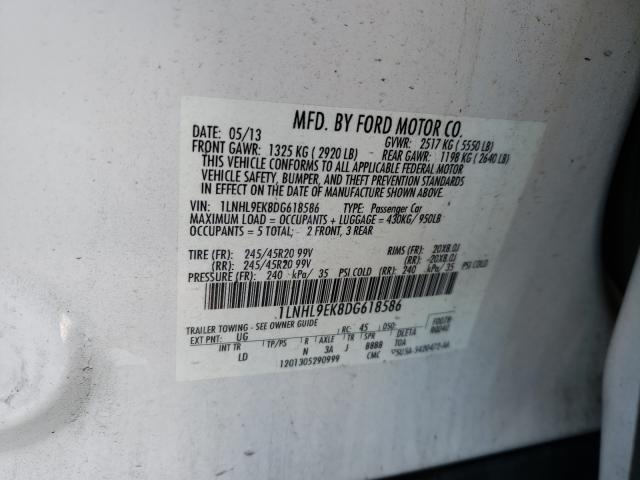 MFD. BY FORD MOTOR CO.
DATE: 05/13 GVWR: 2517 KG ( 5550 LB)
FRONT GAWR: 1325 KG ( 2920 LB) REAR GAWR: 1198 KG ( 2640 LB)
THIS VEHICLE CONFORMS TO ALL APPLICABLE FEDERAL MOTOR
VEHICLE SAFETY, BUMPER, AND THEFT PREVENTION STANDARDS
IN EFFECT ON THE DATE OF MANUFACTURE SHOWN ABOVE.
VIN: 1LNHL9EK8DG618586 TYPE: Passenger Car
MAXIMUM LOAD = OCCUPANTS + LUGGAGE = 430KG/ 950LB
OCCUPANTS = 5 TOTAL; - 2 FRONT, 3 REAR
TIRE (FR): 245/45R20 99V RIMS (FR): 20X8.0J
(RR): 245/45R20 99V (RR): -20X8.0J
PRESSURE (FR): 240 kPa/ 35 PSI COLD (RR): 240 kPa/ 35 PSI COLD
1LNHL9EK8DG618586
TRAILER TOWING - SEE OWNER GUIDE
EXT PNT: UG RC: 45 DSO:
INT TR TP/PS R AXLE TR SPR
LD N 3A J BBBB TOA
1201305290999 CMC